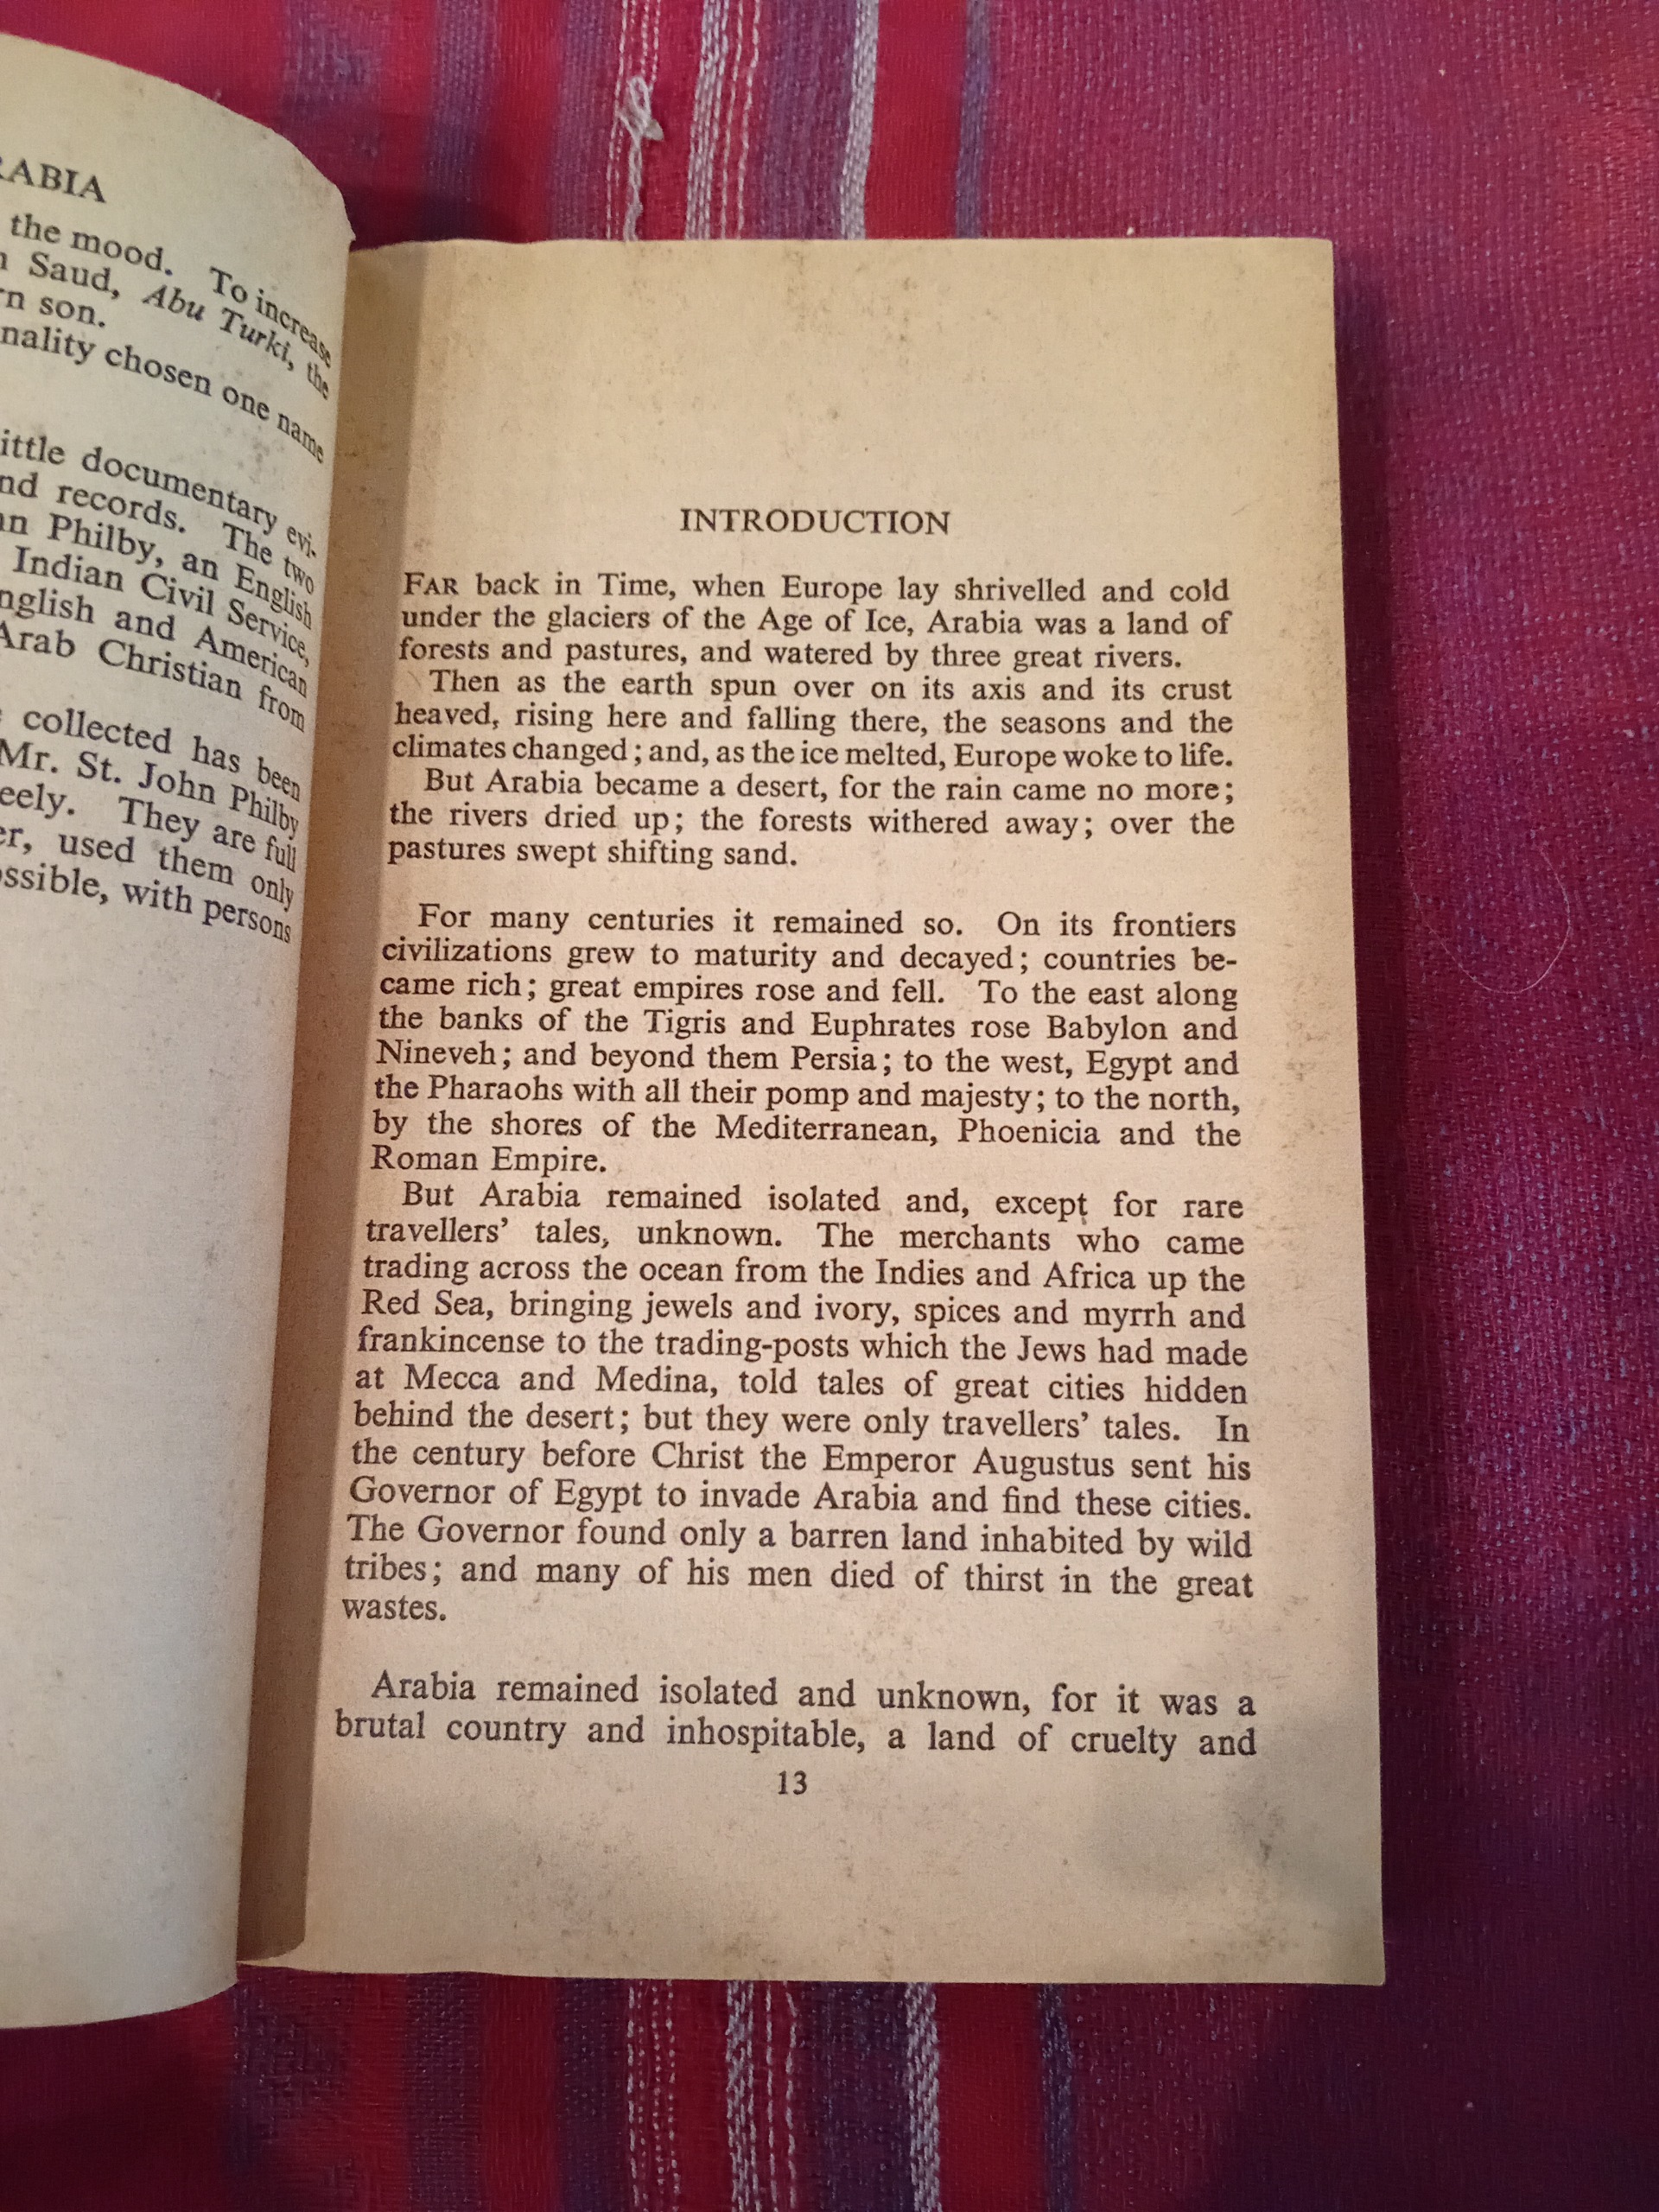 RABIA
the mood. To increase
Saud, Abu Turki, the
son.
chosen one name
documentary evi-
records. The two
Philby, an English
Indian Civil Service,
and American
Arab Christian from
collected has been
Mr. St. John Philby
They are full
used them only
with persons
INTRODUCTION
FAR back in Time, when Europe lay shrivelled and cold
under the glaciers of the Age of Ice, Arabia was a land of
forests and pastures, and watered by three great rivers.
Then as the earth spun over on its axis and its crust
heaved, rising here and falling there, the seasons and the
climates changed; and, as the ice melted, Europe woke to life.
But Arabia became a desert, for the rain came no more;
the rivers dried up; the forests withered away; over the
pastures swept shifting sand.
For many centuries it remained so. On its frontiers
civilizations grew to maturity and decayed; countries be-
came rich; great empires rose and fell. To the east along
the banks of the Tigris and Euphrates rose Babylon and
Nineveh; and beyond them Persia; to the west, Egypt and
the Pharaohs with all their pomp and majesty; to the north,
by the shores of the Mediterranean, Phoenicia and the
Roman Empire.
But Arabia remained isolated and, except for rare
travellers’ tales, unknown. The merchants who came
trading across the ocean from the Indies and Africa up the
Red Sea, bringing jewels and ivory, spices and myrrh and
frankincense to the trading-posts which the Jews had made
at Mecca and Medina, told tales of great cities hidden
behind the desert; but they were only travellers’ tales. In
the century before Christ the Emperor Augustus sent his
Governor of Egypt to invade Arabia and find these cities.
The Governor found only a barren land inhabited by wild
tribes; and many of his men died of thirst in the great
wastes.
Arabia remained isolated and unknown, for it was a
brutal country and inhospitable, a land of cruelty and
13